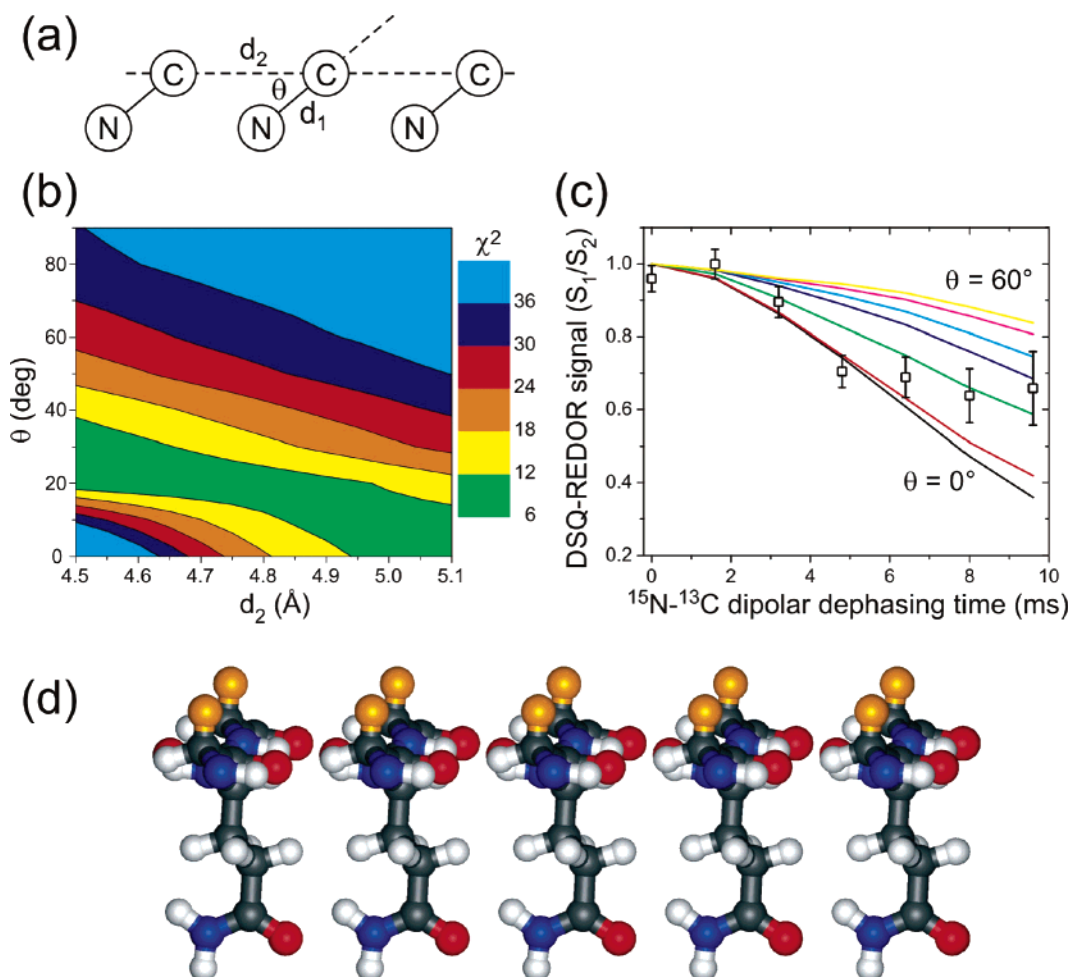 (a)
d₂
C C C
θ
d₁
N N N
(b)
χ²
36
30
24
18
12
6
θ (deg)
80
60
40
20
0
4.5 4.6 4.7 4.8 4.9 5.0 5.1
d₂ (Å)
(c)
DSQ-REDOR signal (S₁/S₂)
1.0
0.8
0.6
0.4
0.2
θ = 60°
θ = 0°
0 2 4 6 8 10
¹⁵N-¹³C dipolar dephasing time (ms)
(d)